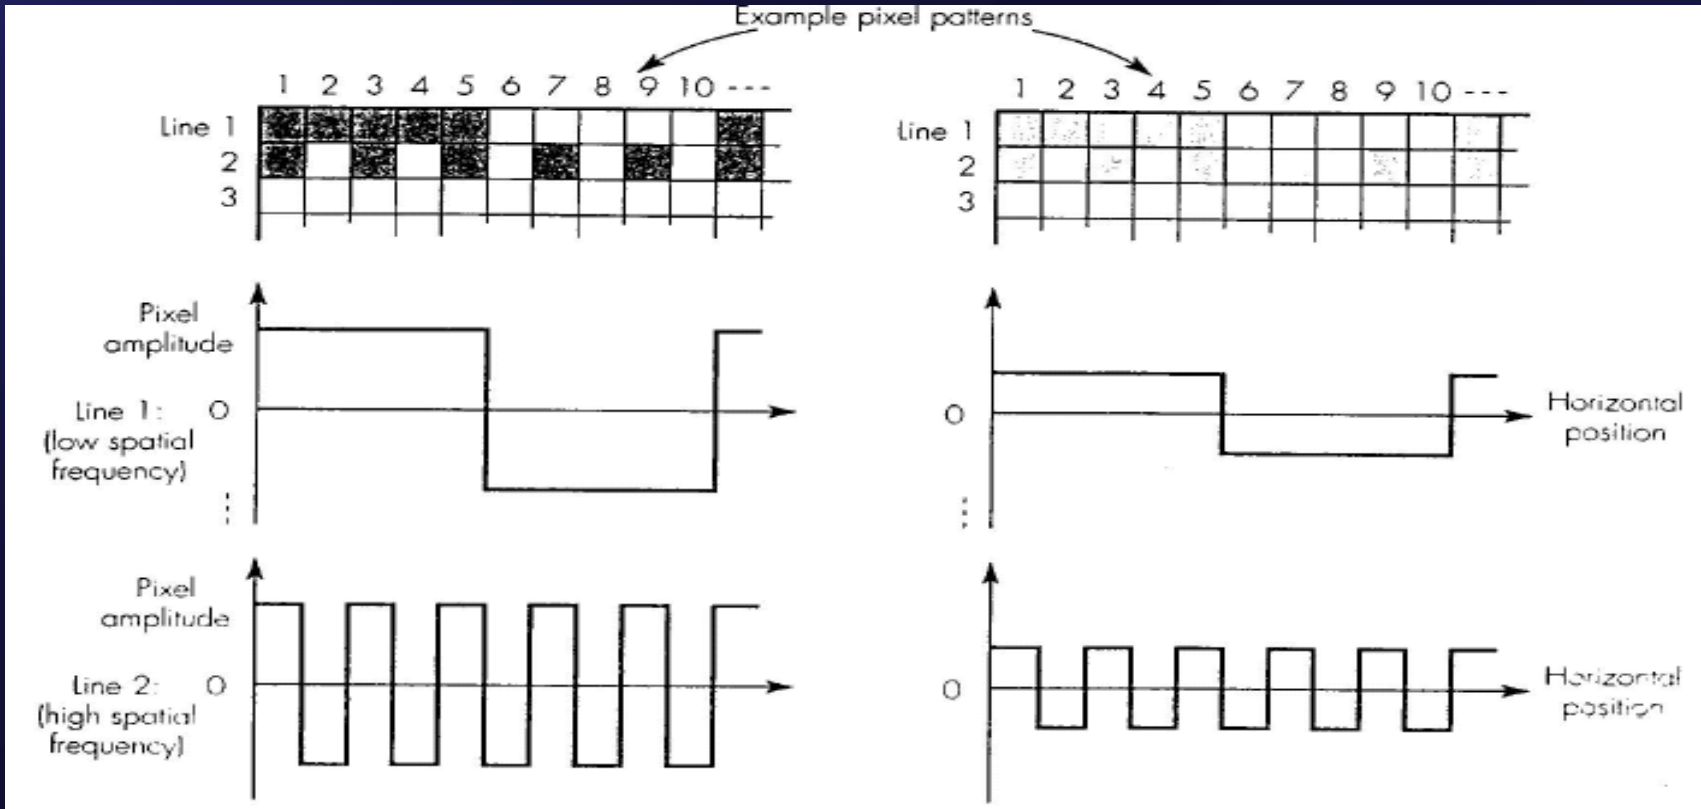 Example pixel patterns
1 2 3 4 5 6 7 8 9 10 ---
Line 1
2
3
1 2 3 4 5 6 7 8 9 10 ---
Line 1
2
3
Pixel
amplitude
Line 1: 0
(low spatial
frequency)
0
Horizontal
position
Pixel
amplitude
Line 2: 0
(high spatial
frequency)
0
Horizontal
position